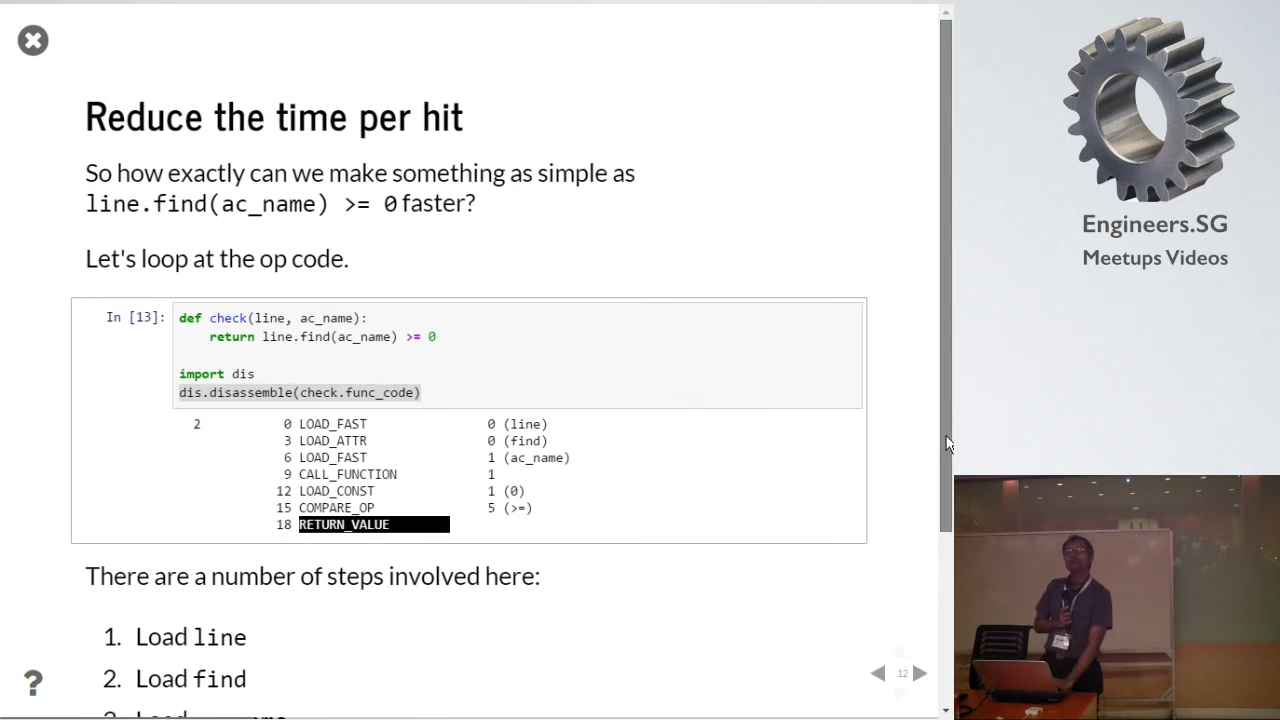 Reduce the time per hit
So how exactly can we make something as simple as
line.find(ac_name) >= 0 faster?
Let's loop at the op code.
In [13]:
def check(line, ac_name):
    return line.find(ac_name) >= 0
import dis
dis.disassemble(check.func_code)
2 0 LOAD_FAST 0 (line)
3 LOAD_ATTR 0 (find)
6 LOAD_FAST 1 (ac_name)
9 CALL_FUNCTION 1
12 LOAD_CONST 1 (0)
15 COMPARE_OP 5 (>=)
18 RETURN_VALUE
There are a number of steps involved here:
1. Load line
2. Load find
12
?
Engineers.SG
Meetups Videos